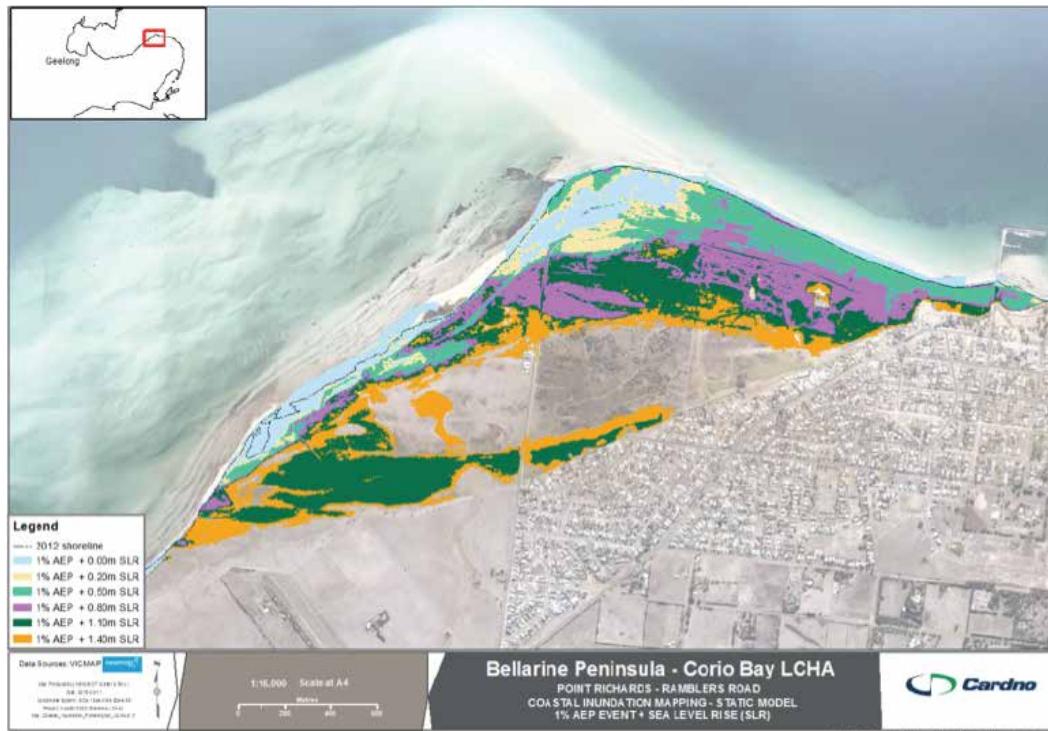 Geelong
Legend
2012 shoreline
1% AEP + 0.00m SLR
1% AEP + 0.20m SLR
1% AEP + 0.50m SLR
1% AEP + 0.80m SLR
1% AEP + 1.10m SLR
1% AEP + 1.40m SLR
Data Sources: VICMAP
1:16,000 Scale at A4
Metres
0 200 400 600
Bellarine Peninsula - Corio Bay LCHA
POINT RICHARDS - RAMBLERS ROAD
COASTAL INUNDATION MAPPING - STATIC MODEL
1% AEP EVENT + SEA LEVEL RISE (SLR)
Cardno